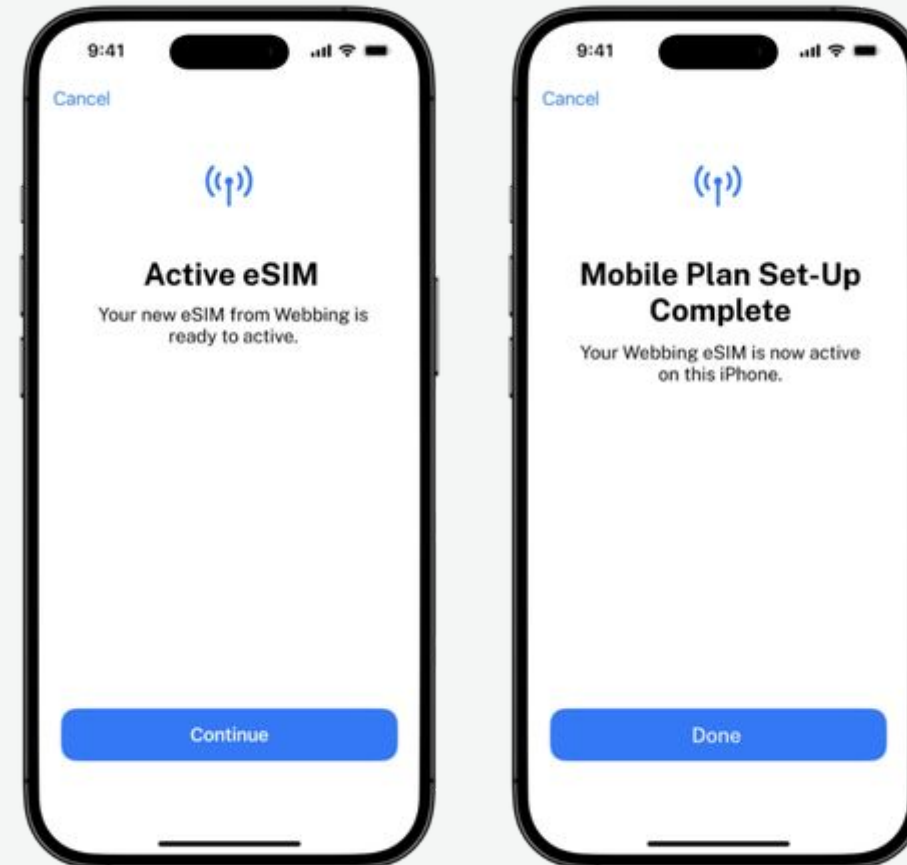 9:41
Cancel
Active eSIM
Your new eSIM from Webbing is
ready to active.
Continue
9:41
Cancel
Mobile Plan Set-Up
Complete
Your Webbing eSIM is now active
on this iPhone.
Done